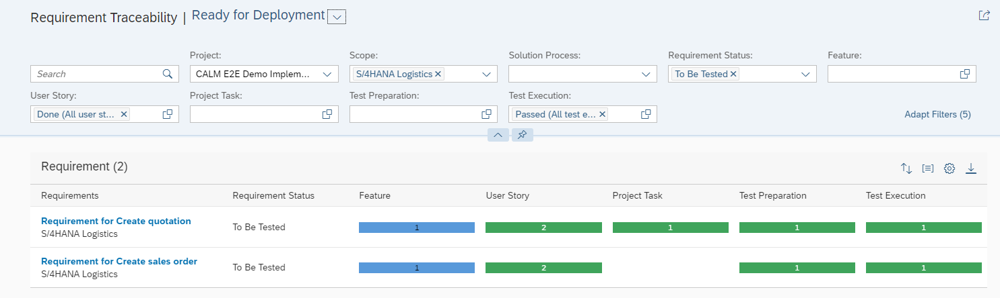 Requirement Traceability | Ready for Deployment
Project: Scope: Solution Process: Requirement Status: Feature:
Search CALM E2E Demo Implem... S/4HANA Logistics To Be Tested
User Story: Project Task: Test Preparation: Test Execution:
Done (All user st... Passed (All test e... Adapt Filters (5)
Requirement (2)
Requirements Requirement Status Feature User Story Project Task Test Preparation Test Execution
Requirement for Create quotation To Be Tested 1 2 1 1 1
S/4HANA Logistics
Requirement for Create sales order To Be Tested 1 2 1 1
S/4HANA Logistics